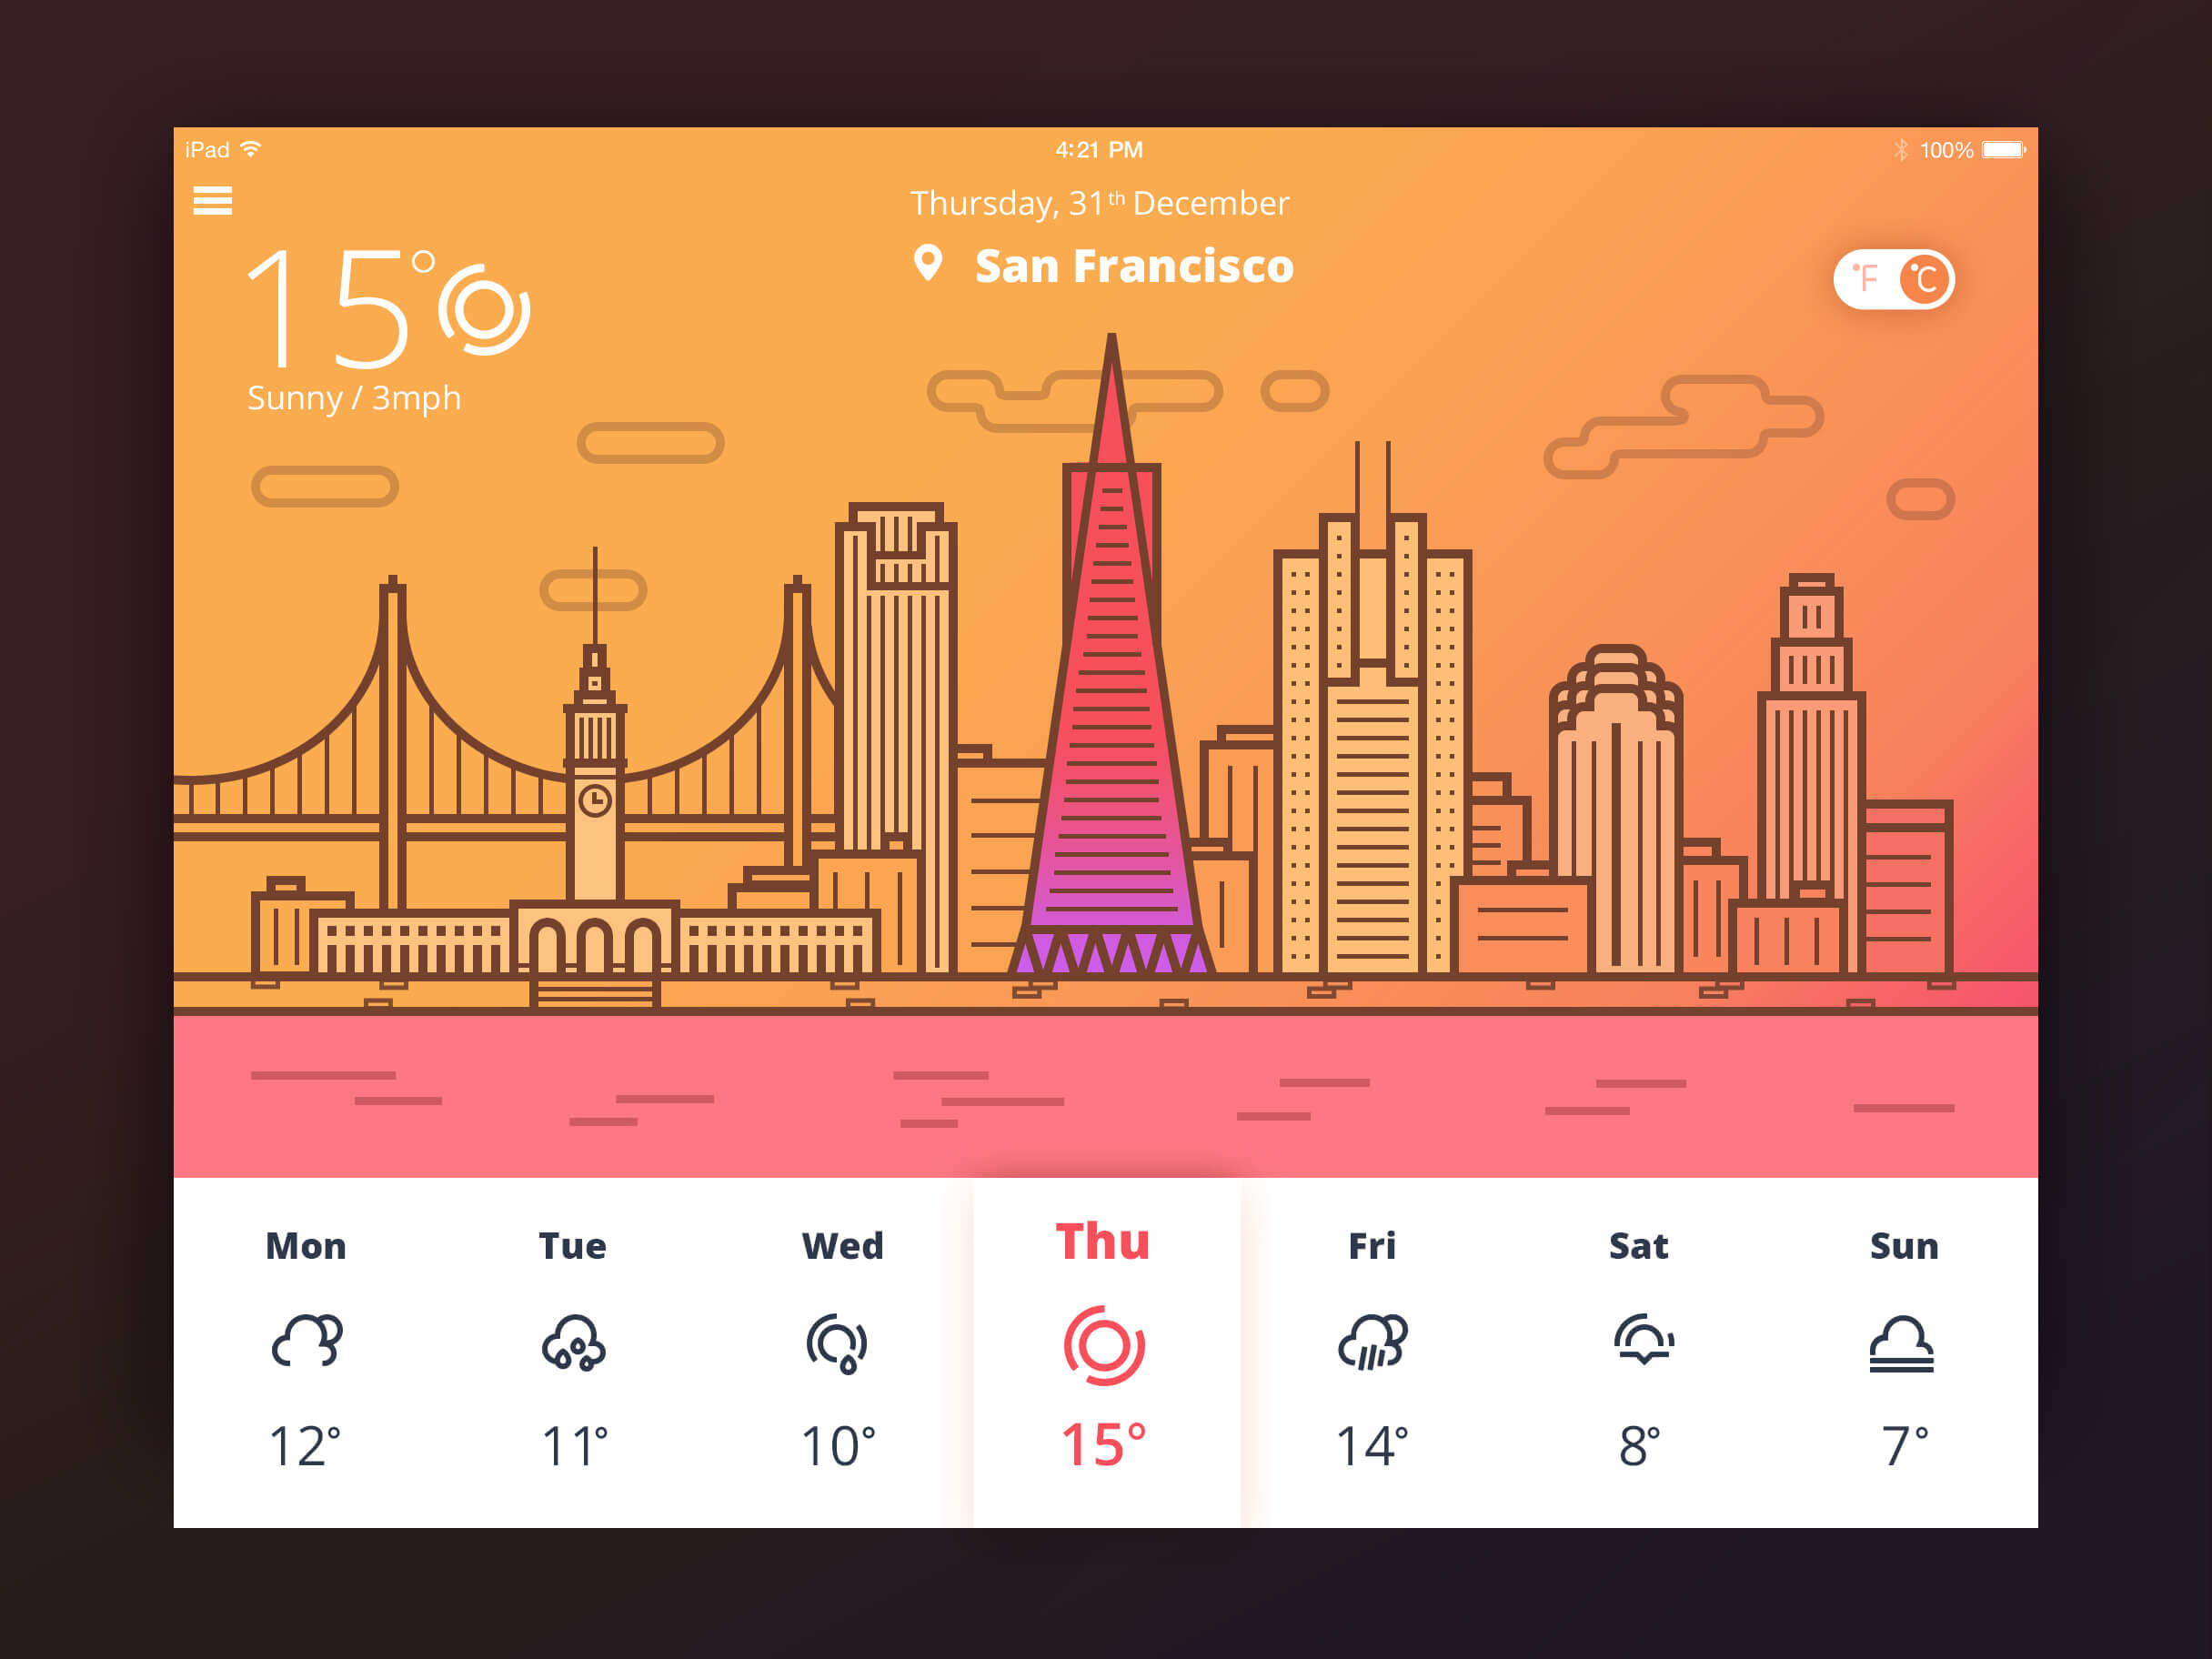 iPad 4:21 PM 100%
Thursday, 31th December
San Francisco
°F °C
15°
Sunny / 3mph
Mon Tue Wed Thu Fri Sat Sun
12° 11° 10° 15° 14° 8° 7°